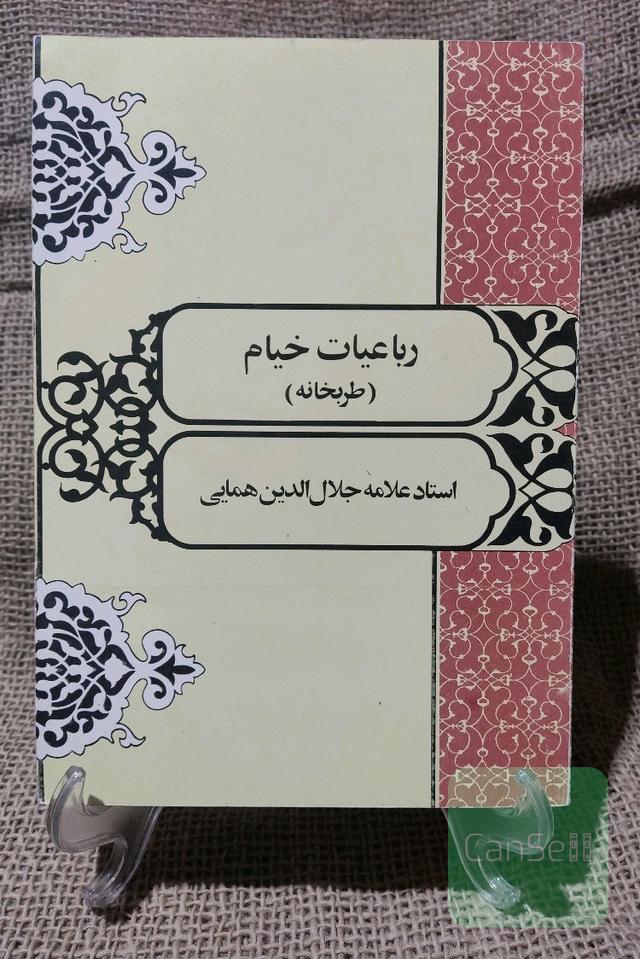 رباعیات خیام
(طربخانه)
استاد علامه جلال‌الدین همایی
CanSell